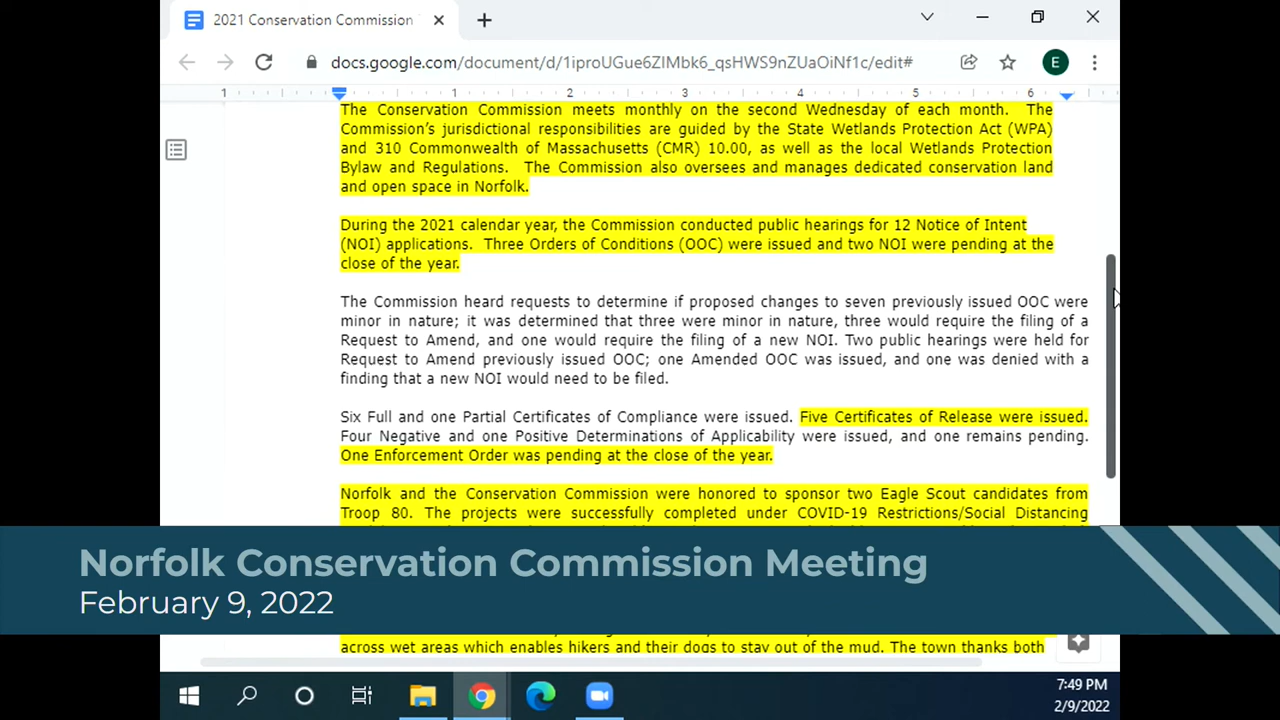 2021 Conservation Commission
docs.google.com/document/d/1iproUGue6ZIMbk6_qsHWS9nZUaOiNf1c/edit#
E
1 1 2 3 4 5 6
The Conservation Commission meets monthly on the second Wednesday of each month. The
Commission's jurisdictional responsibilities are guided by the State Wetlands Protection Act (WPA)
and 310 Commonwealth of Massachusetts (CMR) 10.00, as well as the local Wetlands Protection
Bylaw and Regulations. The Commission also oversees and manages dedicated conservation land
and open space in Norfolk.
During the 2021 calendar year, the Commission conducted public hearings for 12 Notice of Intent
(NOI) applications. Three Orders of Conditions (OOC) were issued and two NOI were pending at the
close of the year.
The Commission heard requests to determine if proposed changes to seven previously issued OOC were
minor in nature; it was determined that three were minor in nature, three would require the filing of a
Request to Amend, and one would require the filing of a new NOI. Two public hearings were held for
Request to Amend previously issued OOC; one Amended OOC was issued, and one was denied with a
finding that a new NOI would need to be filed.
Six Full and one Partial Certificates of Compliance were issued. Five Certificates of Release were issued.
Four Negative and one Positive Determinations of Applicability were issued, and one remains pending.
One Enforcement Order was pending at the close of the year.
Norfolk and the Conservation Commission were honored to sponsor two Eagle Scout candidates from
Troop 80. The projects were successfully completed under COVID-19 Restrictions/Social Distancing
Norfolk Conservation Commission Meeting
February 9, 2022
across wet areas which enables hikers and their dogs to stay out of the mud. The town thanks both
7:49 PM
2/9/2022